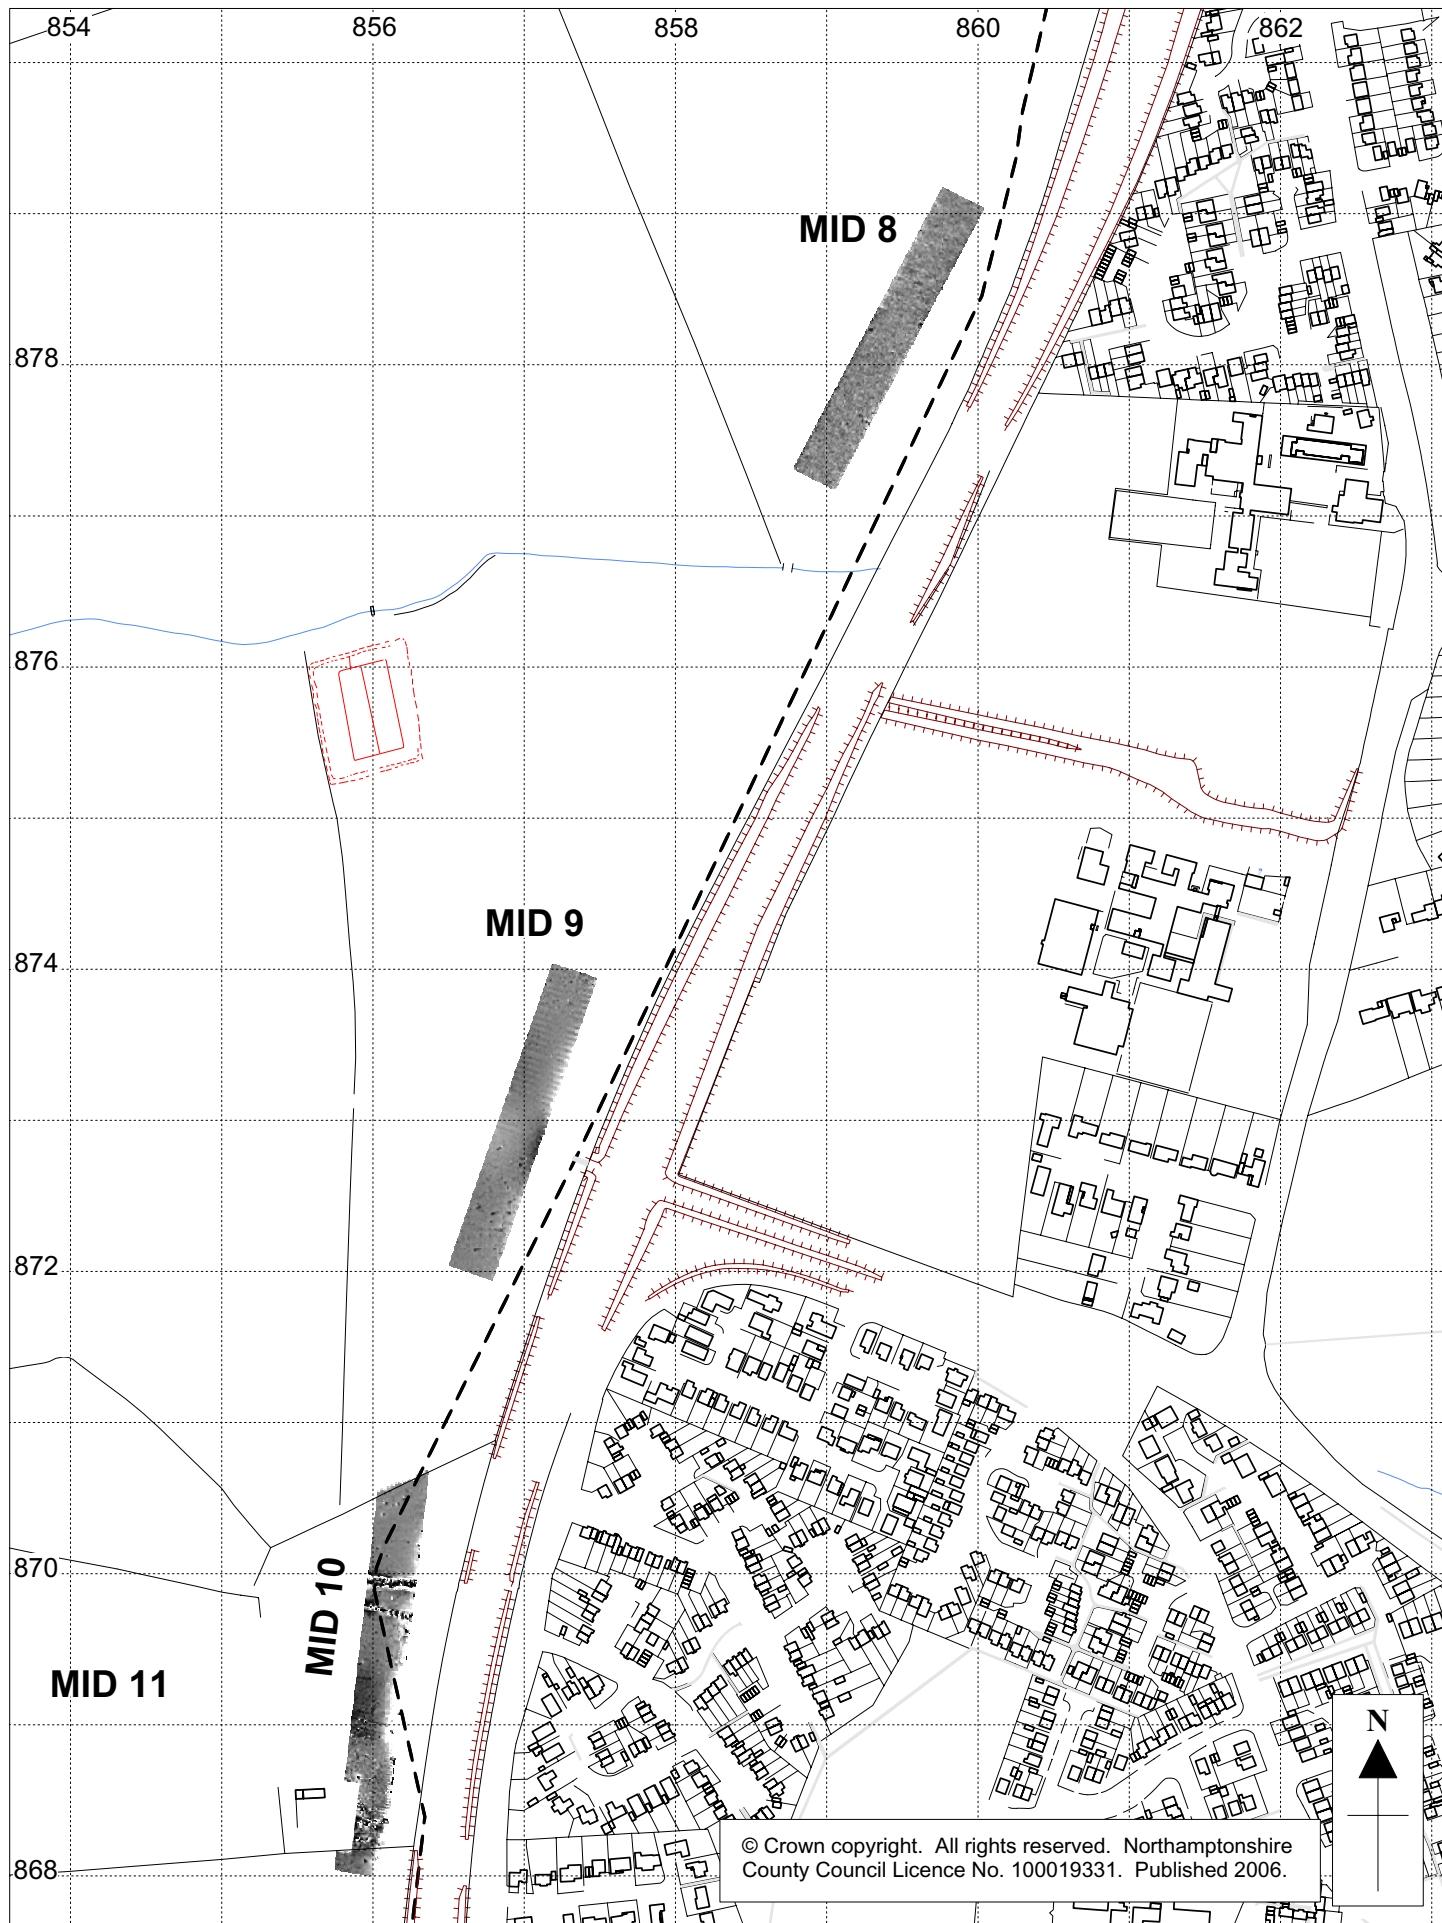 854
856
858
860
862
MID 8
878
876
MID 9
874
872
870
MID 10
MID 11
N
© Crown copyright. All rights reserved. Northamptonshire
County Council Licence No. 100019331. Published 2006.
868